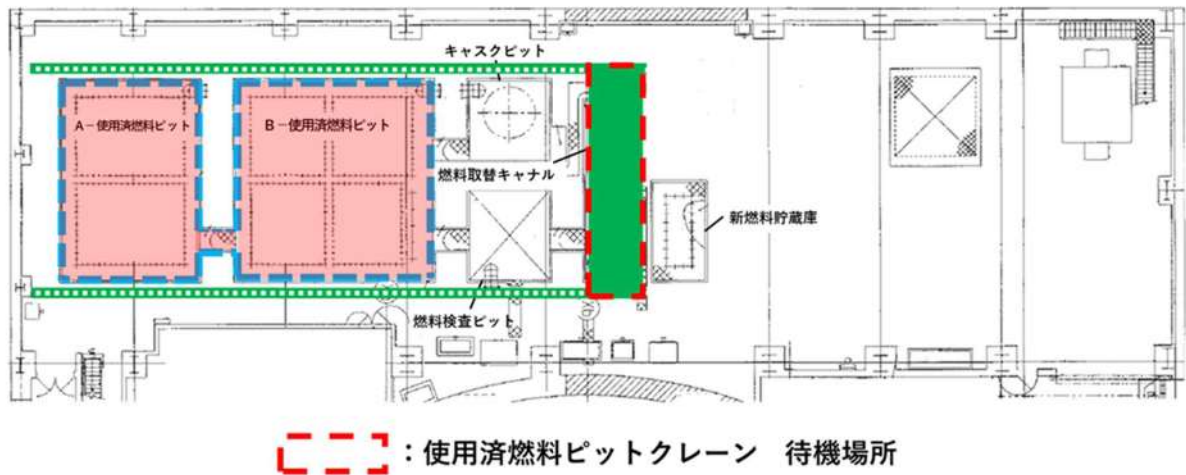 キャスクピット
A－使用済燃料ピット
B－使用済燃料ピット
燃料取替キャナル
新燃料貯蔵庫
燃料検査ピット
：使用済燃料ピットクレーン　待機場所